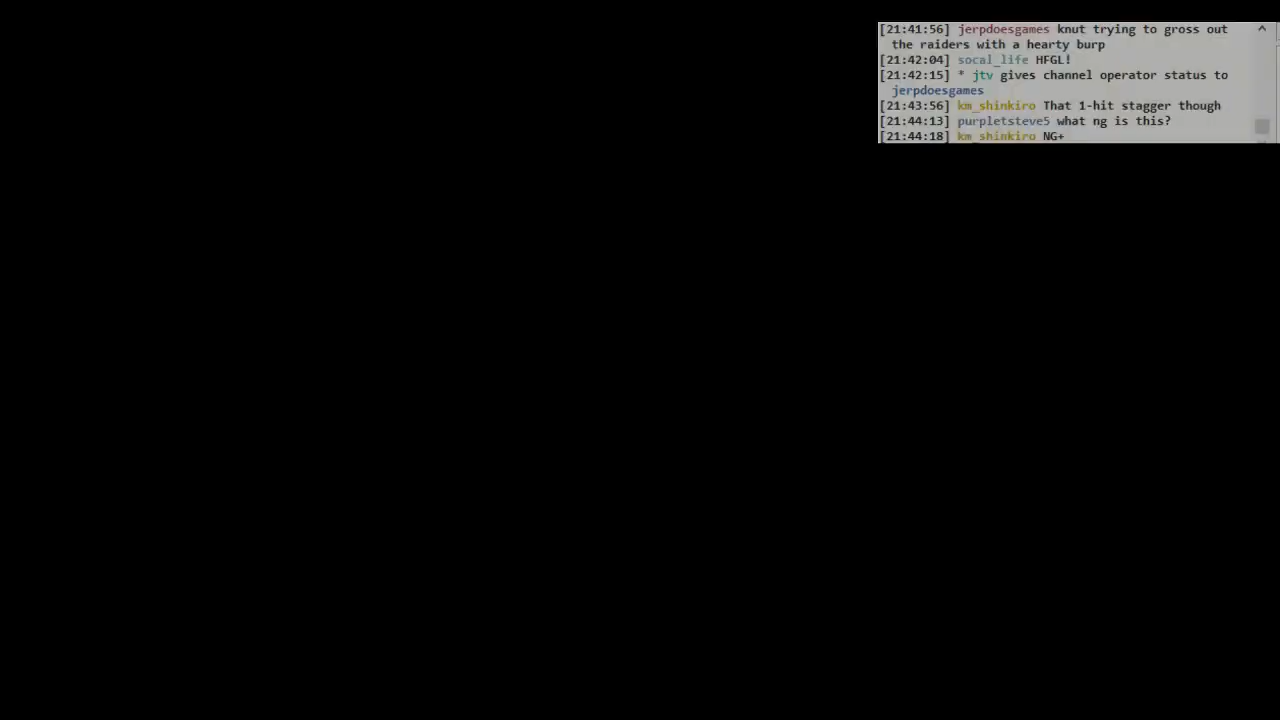 [21:41:56] jerpdoesgames knut trying to gross out
the raiders with a hearty burp
[21:42:04] socal_life HFGL!
[21:42:15] * jtv gives channel operator status to
jerpdoesgames
[21:43:56] km_shinkiro That 1-hit stagger though
[21:44:13] purpletsteve5 what ng is this?
[21:44:18] km_shinkiro NG+